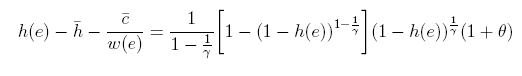 h(e) − h̄ − c̄/w(e) = 1/(1 − 1/γ) [1 − (1 − h(e))^{1−1/γ}] (1 − h(e))^{1/γ} (1 + θ)